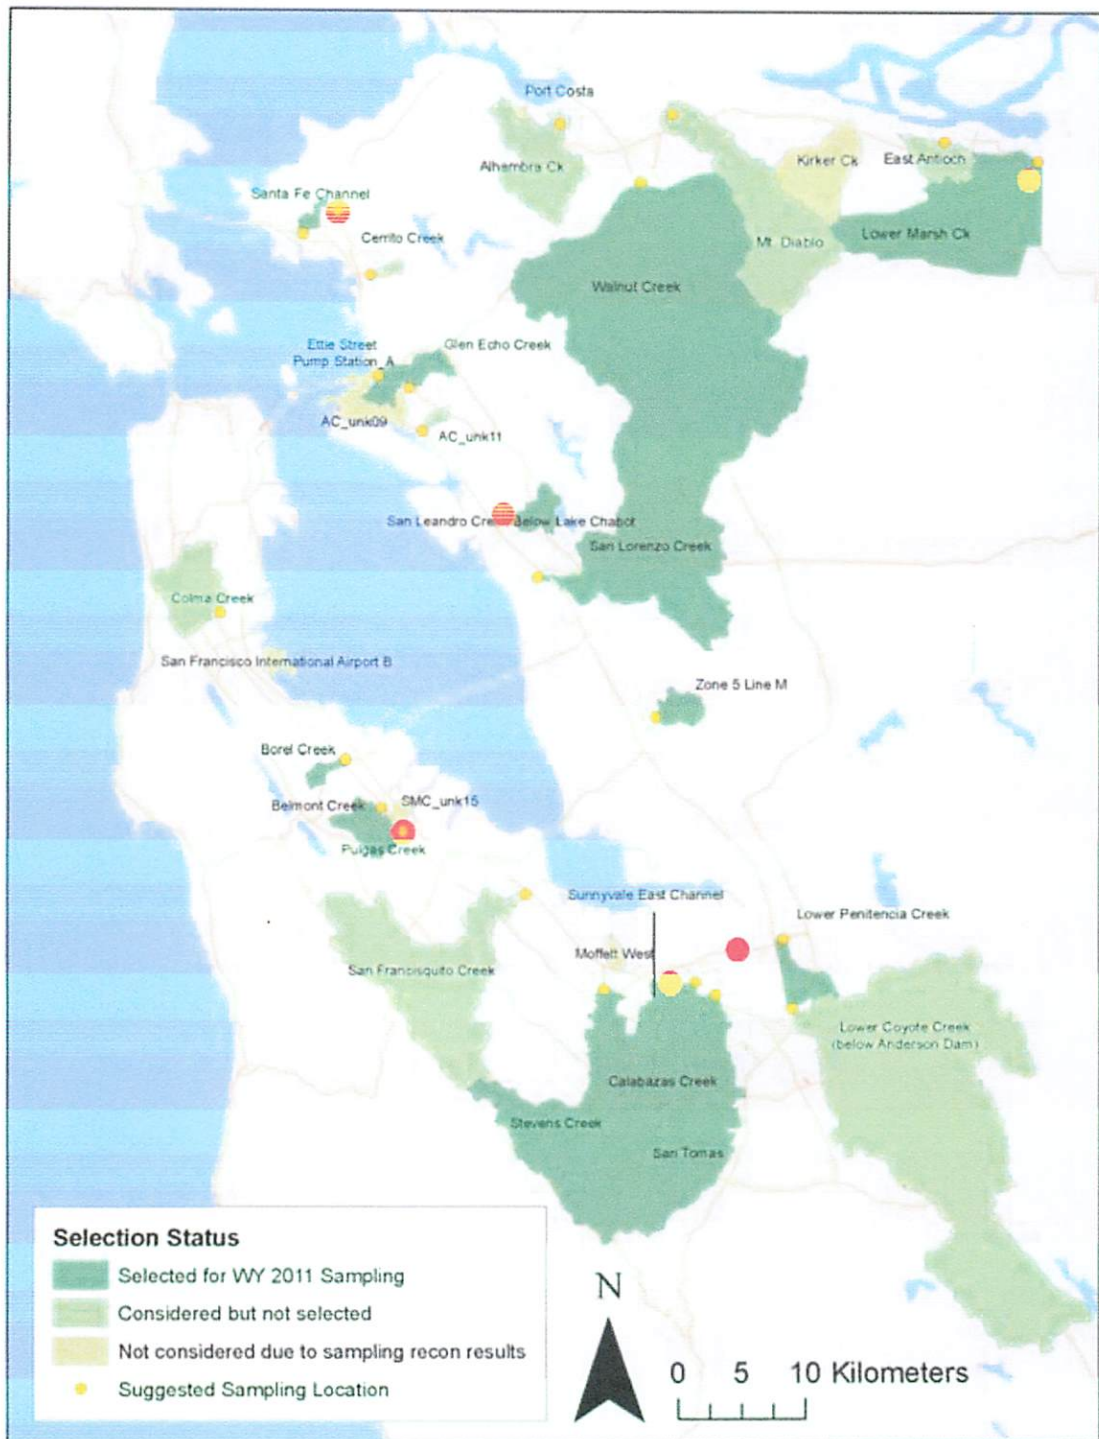 Port Costa
Alhambra Ck
Kirker Ck
East Antioch
Santa Fe Channel
Cerrito Creek
Mt. Diablo
Lower Marsh Ck
Walnut Creek
Ettie Street
Pump Station_A
Glen Echo Creek
AC_unk09
AC_unk11
San Leandro Creek Below Lake Chabot
San Lorenzo Creek
Colma Creek
San Francisco International Airport B
Zone 5 Line M
Borel Creek
Belmont Creek
SMC_unk15
Pulgas Creek
Sunnyvale East Channel
Lower Penitencia Creek
Moffett West
San Francisquito Creek
Lower Coyote Creek
(below Anderson Dam)
Calabazas Creek
Stevens Creek
San Tomas
Selection Status
Selected for WY 2011 Sampling
Considered but not selected
Not considered due to sampling recon results
Suggested Sampling Location
N
0 5 10 Kilometers